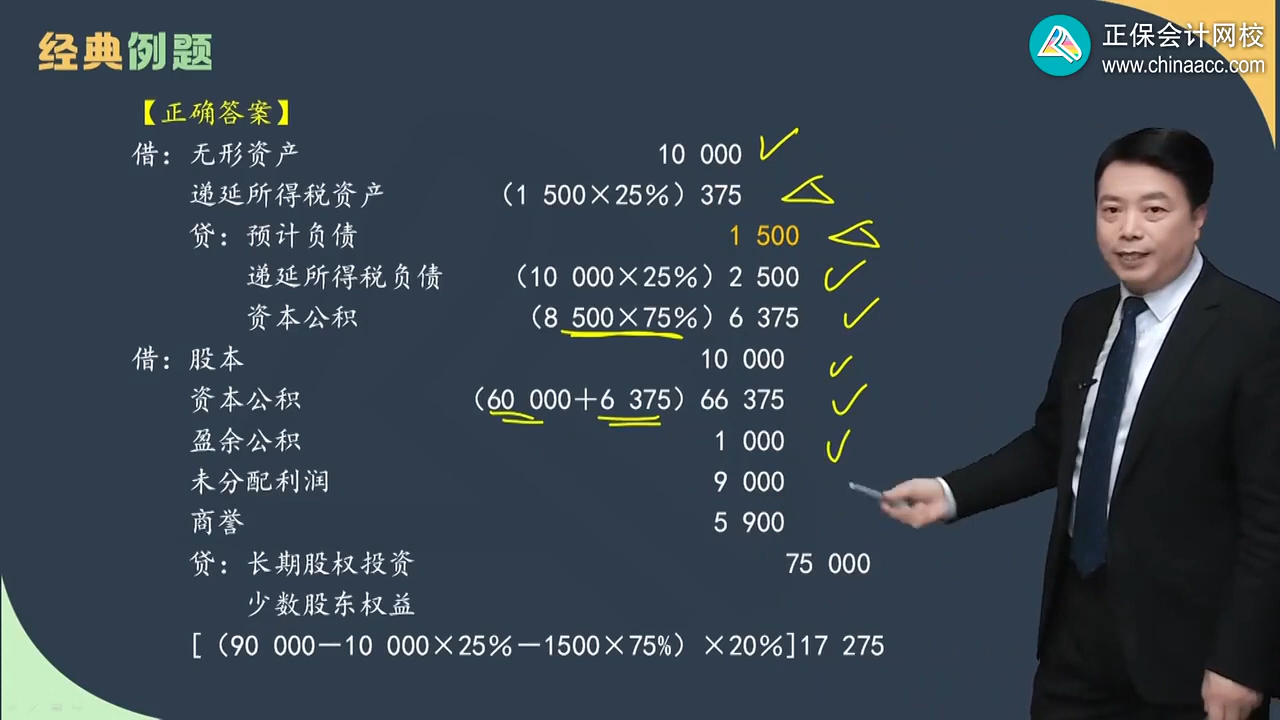 经典例题
正保会计网校
www.chinaacc.com
【正确答案】
借：无形资产 10 000
递延所得税资产 （1 500×25%）375
贷：预计负债 1 500
递延所得税负债 （10 000×25%）2 500
资本公积 （8 500×75%）6 375
借：股本 10 000
资本公积 （60 000＋6 375）66 375
盈余公积 1 000
未分配利润 9 000
商誉 5 900
贷：长期股权投资 75 000
少数股东权益
[（90 000－10 000×25%－1500×75%）×20%]17 275